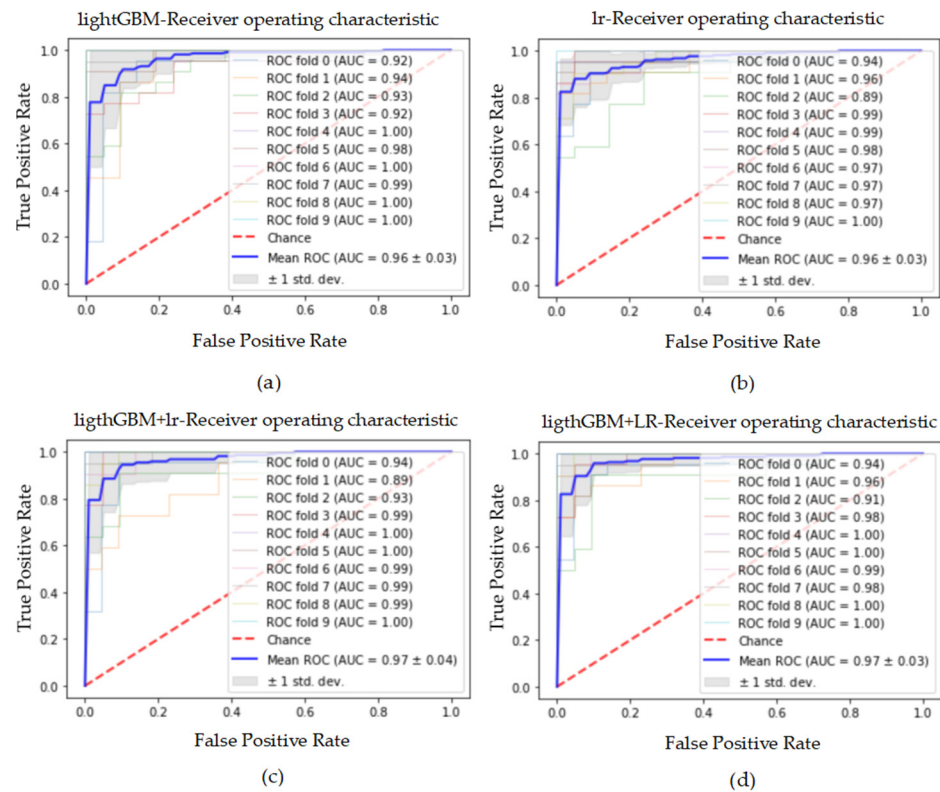 lightGBM-Receiver operating characteristic
1.0
0.8
0.6
0.4
0.2
0.0
True Positive Rate
ROC fold 0 (AUC = 0.92)
ROC fold 1 (AUC = 0.94)
ROC fold 2 (AUC = 0.93)
ROC fold 3 (AUC = 0.92)
ROC fold 4 (AUC = 1.00)
ROC fold 5 (AUC = 0.98)
ROC fold 6 (AUC = 1.00)
ROC fold 7 (AUC = 0.99)
ROC fold 8 (AUC = 1.00)
ROC fold 9 (AUC = 1.00)
Chance
Mean ROC (AUC = 0.96 ± 0.03)
± 1 std. dev.
0.0 0.2 0.4 0.6 0.8 1.0
False Positive Rate
(a)
lr-Receiver operating characteristic
1.0
0.8
0.6
0.4
0.2
0.0
True Positive Rate
ROC fold 0 (AUC = 0.94)
ROC fold 1 (AUC = 0.96)
ROC fold 2 (AUC = 0.89)
ROC fold 3 (AUC = 0.99)
ROC fold 4 (AUC = 0.99)
ROC fold 5 (AUC = 0.98)
ROC fold 6 (AUC = 0.97)
ROC fold 7 (AUC = 0.97)
ROC fold 8 (AUC = 0.97)
ROC fold 9 (AUC = 1.00)
Chance
Mean ROC (AUC = 0.96 ± 0.03)
± 1 std. dev.
0.0 0.2 0.4 0.6 0.8 1.0
False Positive Rate
(b)
ligthGBM+lr-Receiver operating characteristic
1.0
0.8
0.6
0.4
0.2
0.0
True Positive Rate
ROC fold 0 (AUC = 0.94)
ROC fold 1 (AUC = 0.89)
ROC fold 2 (AUC = 0.93)
ROC fold 3 (AUC = 0.99)
ROC fold 4 (AUC = 1.00)
ROC fold 5 (AUC = 1.00)
ROC fold 6 (AUC = 0.99)
ROC fold 7 (AUC = 0.99)
ROC fold 8 (AUC = 0.99)
ROC fold 9 (AUC = 1.00)
Chance
Mean ROC (AUC = 0.97 ± 0.04)
± 1 std. dev.
0.0 0.2 0.4 0.6 0.8 1.0
False Positive Rate
(c)
ligthGBM+LR-Receiver operating characteristic
1.0
0.8
0.6
0.4
0.2
0.0
True Positive Rate
ROC fold 0 (AUC = 0.94)
ROC fold 1 (AUC = 0.96)
ROC fold 2 (AUC = 0.91)
ROC fold 3 (AUC = 0.98)
ROC fold 4 (AUC = 1.00)
ROC fold 5 (AUC = 1.00)
ROC fold 6 (AUC = 0.99)
ROC fold 7 (AUC = 0.98)
ROC fold 8 (AUC = 1.00)
ROC fold 9 (AUC = 1.00)
Chance
Mean ROC (AUC = 0.97 ± 0.03)
± 1 std. dev.
0.0 0.2 0.4 0.6 0.8 1.0
False Positive Rate
(d)